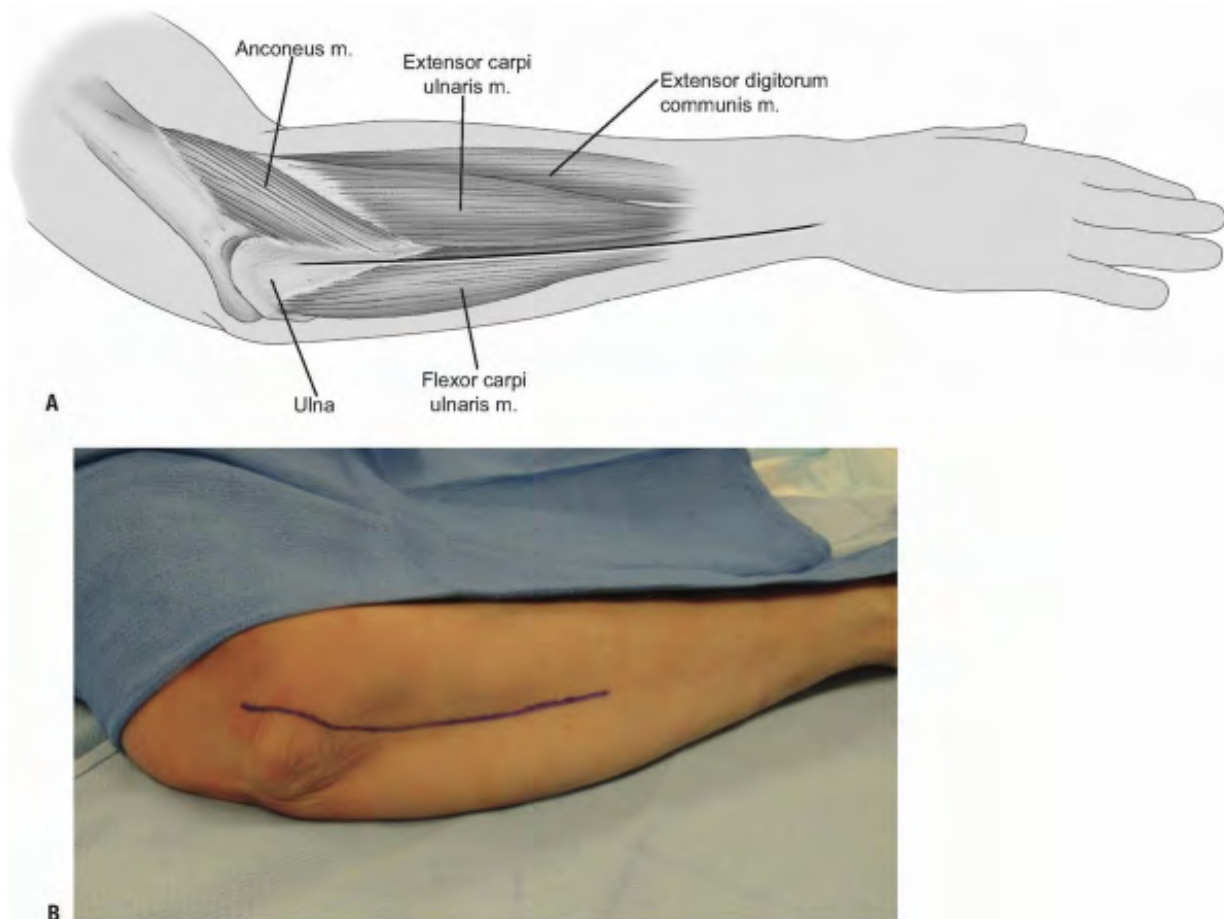 Anconeus m.
Extensor carpi
ulnaris m.
Extensor digitorum
communis m.
Flexor carpi
ulnaris m.
Ulna
A
B